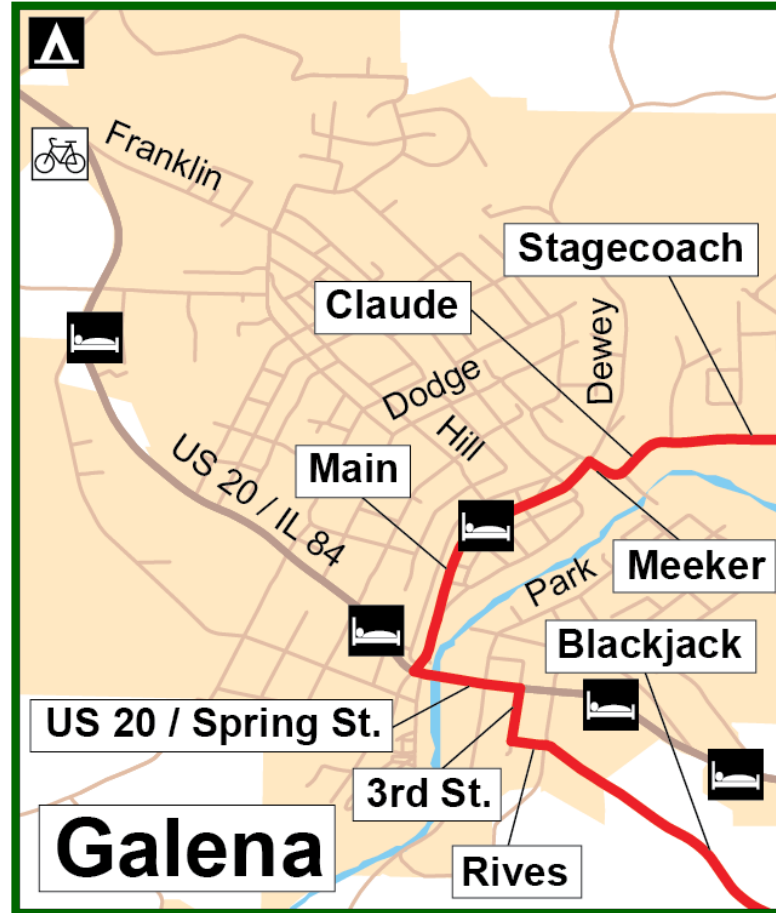 Franklin
Stagecoach
Claude
Dewey
Dodge
Hill
Main
US 20 / IL 84
Park
Meeker
Blackjack
US 20 / Spring St.
3rd St.
Galena
Rives